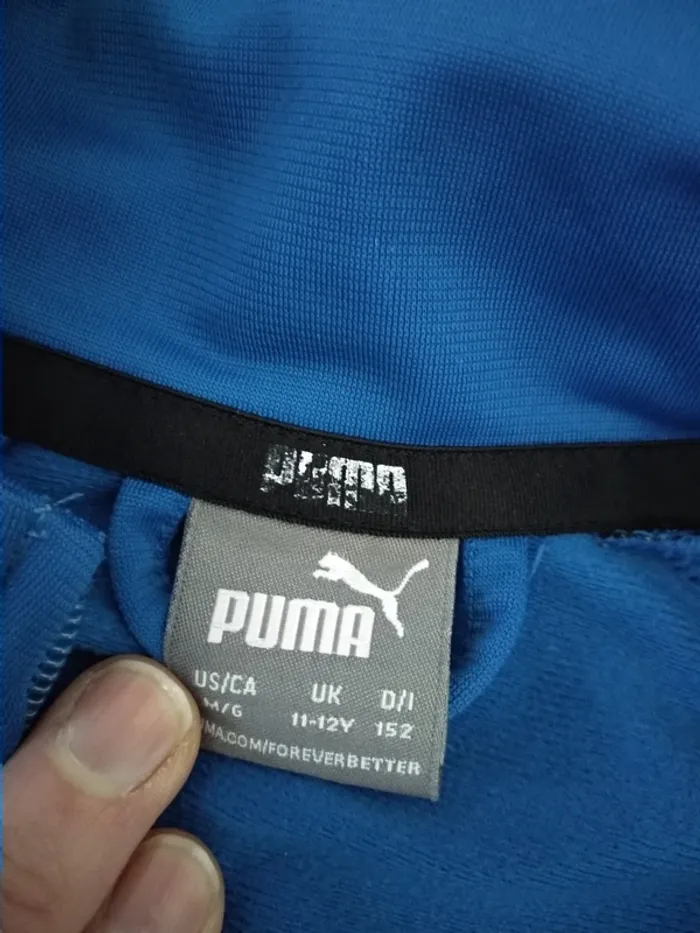 PUMA
PUMA
US/CA UK D/I
M/G 11-12Y 152
MA.COM/FOREVERBETTER